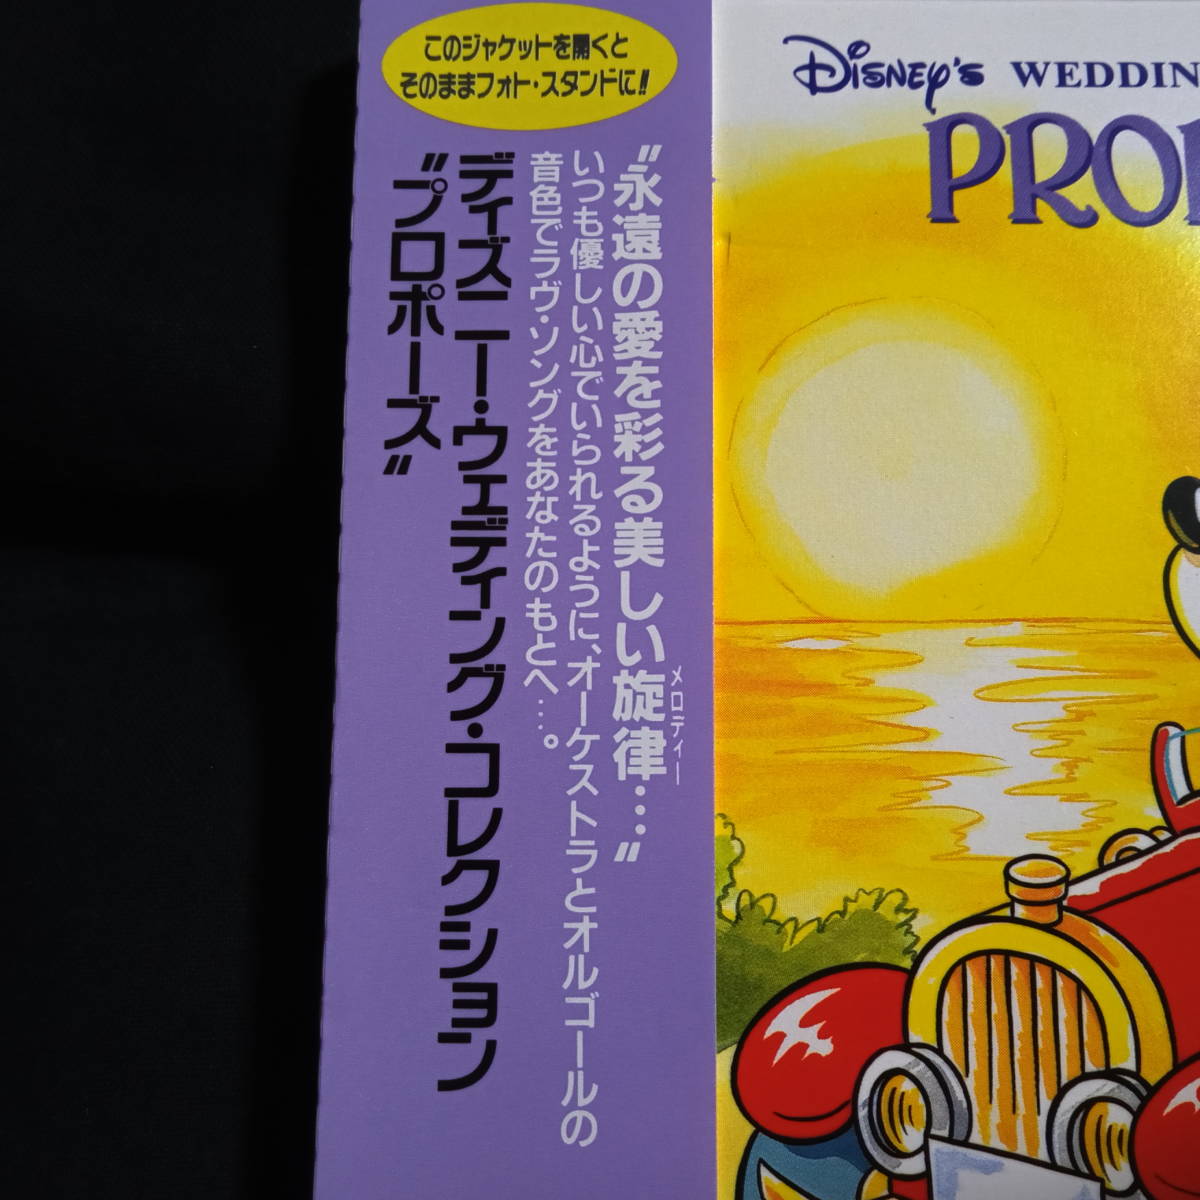 このジャケットを開くと
そのままフォト・スタンドに!!
"永遠の愛を彩る美しい旋律…"
メロディー
いつも優しい心でいられるように、オーケストラとオルゴールの
音色でラヴ・ソングをあなたのもとへ…。
ディズニー・ウェディング・コレクション
"プロポーズ"
DISNEY'S WEDDIN
PRO